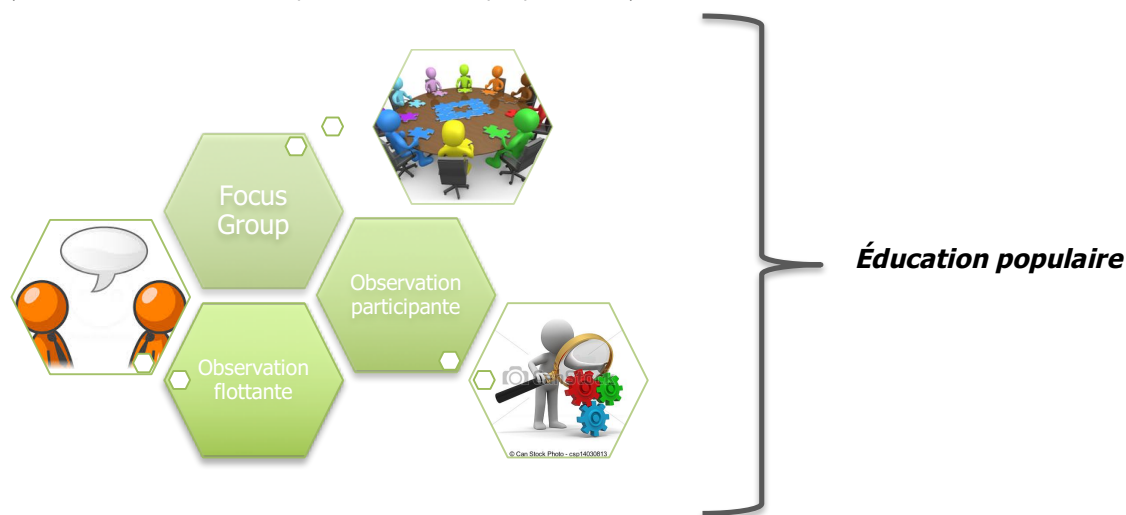 Focus
Group
Observation
participante
Observation
flottante
Éducation populaire
© Can Stock Photo - csp14030813